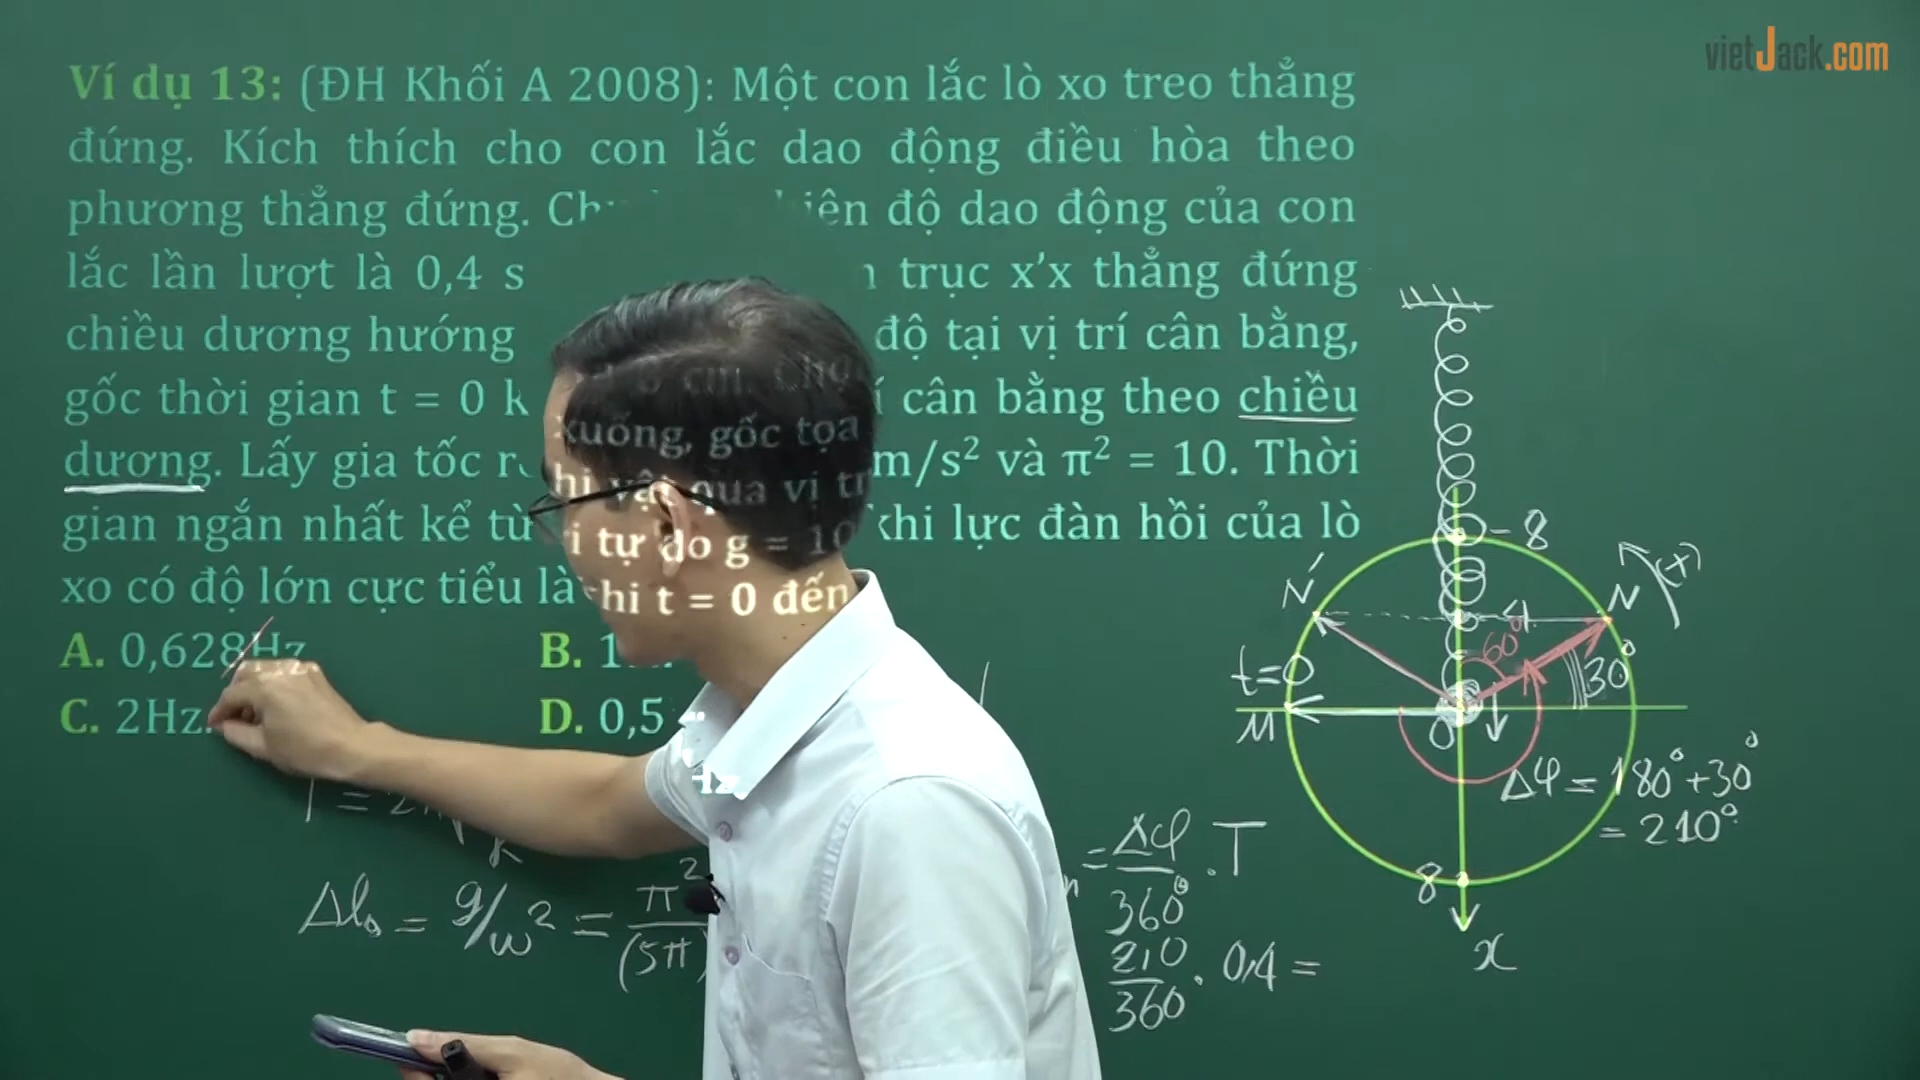 vietJack.com
Ví dụ 13: (ĐH Khối A 2008): Một con lắc lò xo treo thẳng
đứng. Kích thích cho con lắc dao động điều hòa theo
phương thẳng đứng. độ dao động của con
lắc lần lượt là 0,4 s 8 cm. Chọ trục x’x thẳng đứng
chiều dương hướng xuống, gốc tọa độ tại vị trí cân bằng,
gốc thời gian t = 0 khi vật qua vị trí cân bằng theo chiều
dương. Lấy gia tốc rơi tự do g = 10 m/s² và π² = 10. Thời
gian ngắn nhất kể từ khi t = 0 đến khi lực đàn hồi của lò
xo có độ lớn cực tiểu là
A. 0,628Hz
B. 1
C. 2Hz.
D. 0,5 Hz.
-8
N'
N
(+)
-4
60°
30°
t=0
M
O
Δφ = 180° + 30°
= 210°
8
x
Δl₀ = g/ω² = π² / (5π)
= Δφ / 360° . T
210 / 360 . 0,4 =